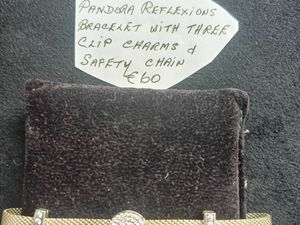 PANDORA REFLEXIONS
BRACELET WITH THREE
CLIP CHARMS &
SAFETY CHAIN
€60